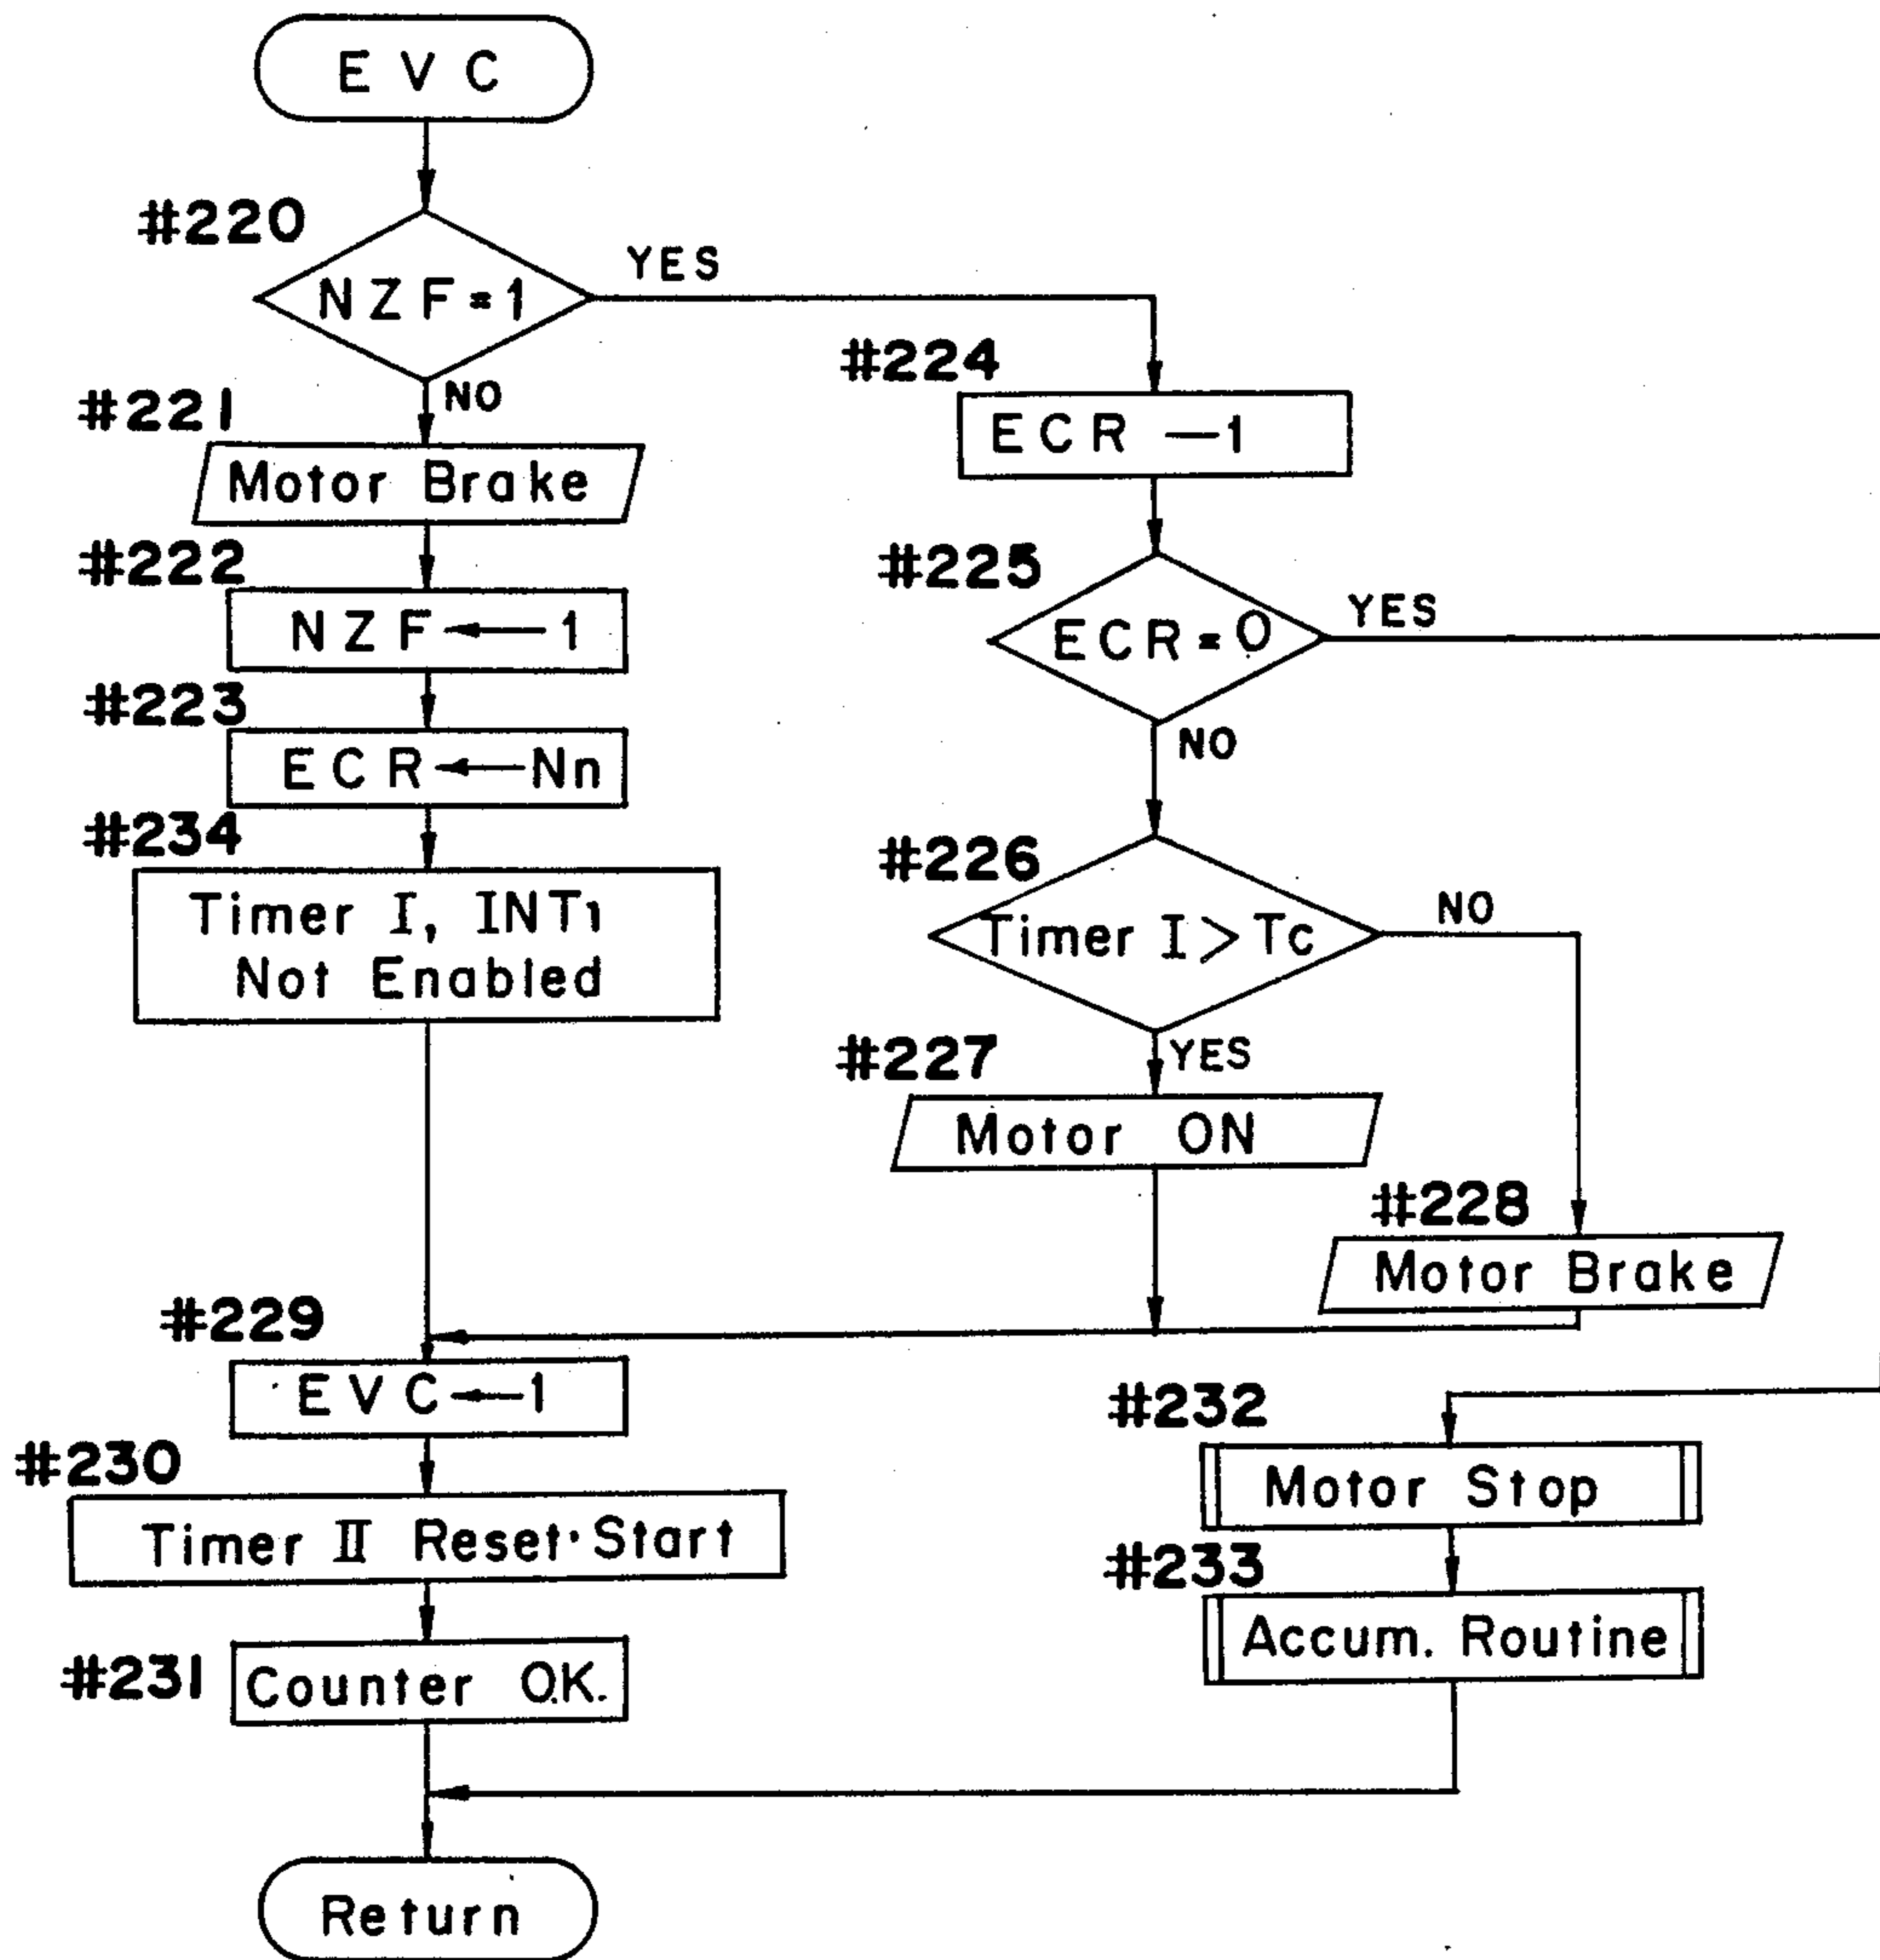 EVC
#220
NZF=1
YES
NO
#221
Motor Brake
#222
NZF←1
#223
ECR←Nn
#234
Timer I, INT1
Not Enabled
#224
ECR —1
#225
ECR=0
YES
NO
#226
Timer I>Tc
NO
YES
#227
Motor ON
#228
Motor Brake
#229
EVC←1
#230
Timer II Reset·Start
#231
Counter O.K.
#232
Motor Stop
#233
Accum. Routine
Return